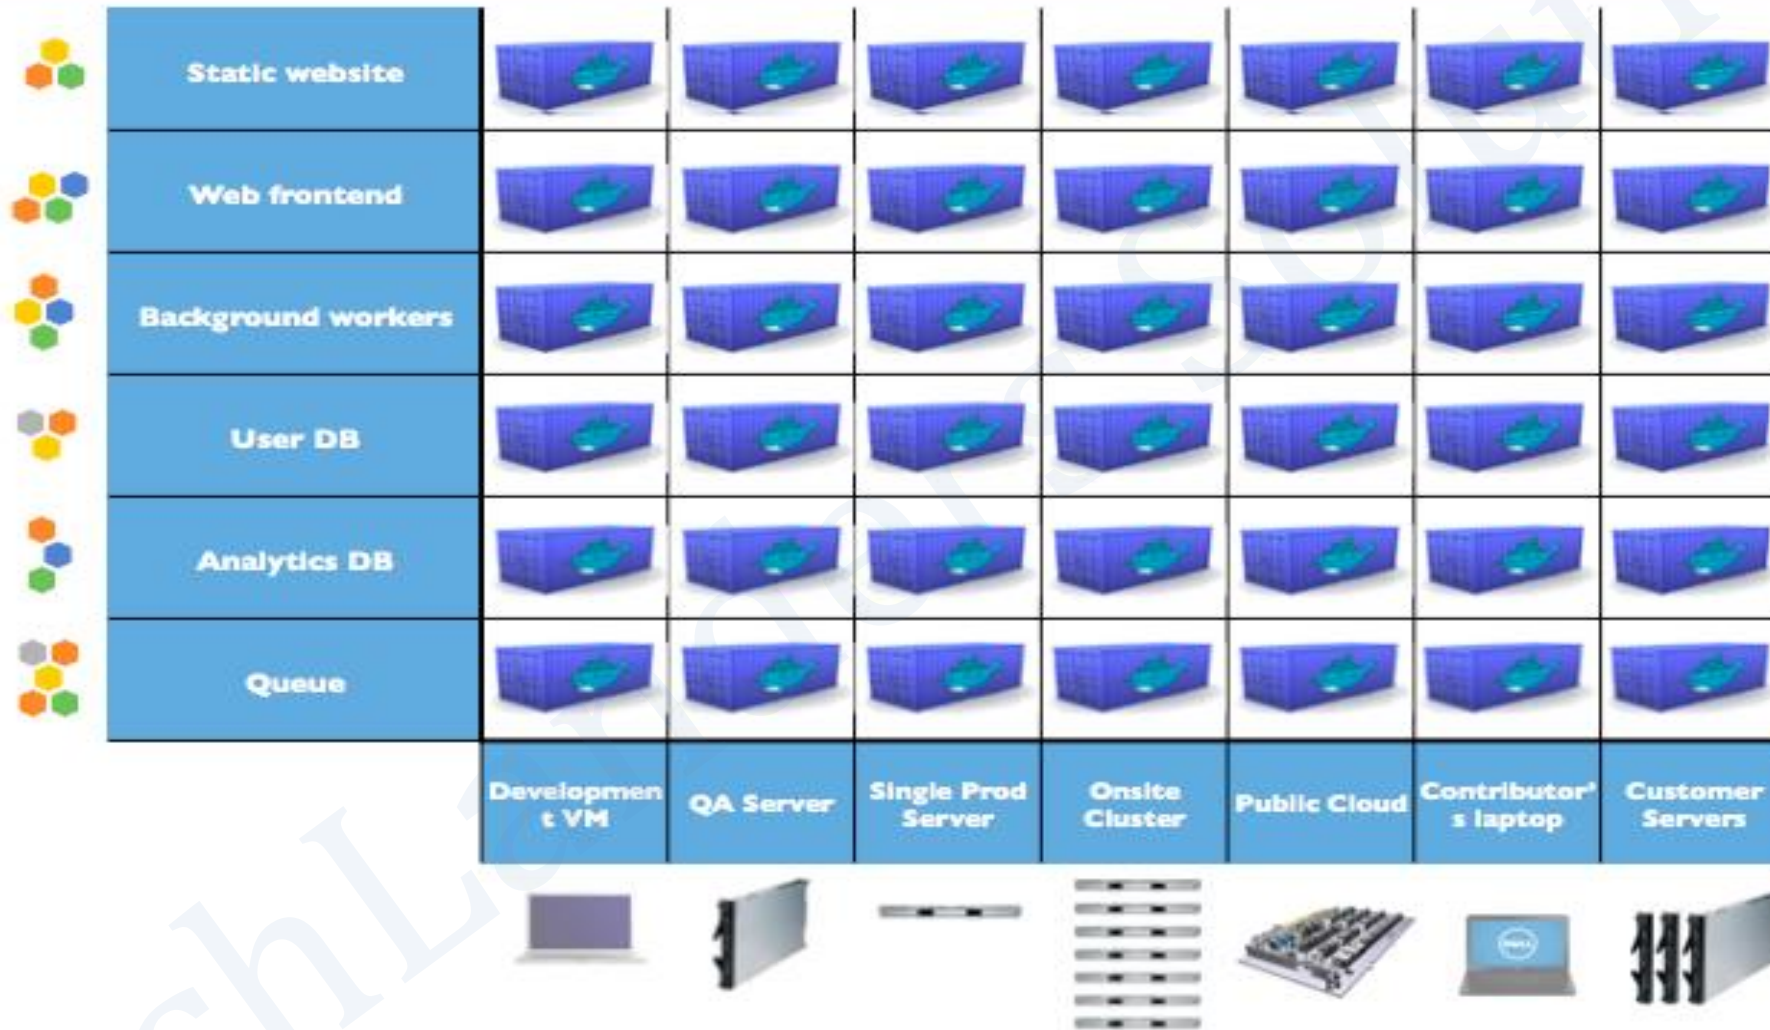 Static website
Web frontend
Background workers
User DB
Analytics DB
Queue
Developmen
t VM
QA Server
Single Prod
Server
Onsite
Cluster
Public Cloud
Contributor'
s laptop
Customer
Servers
DELL